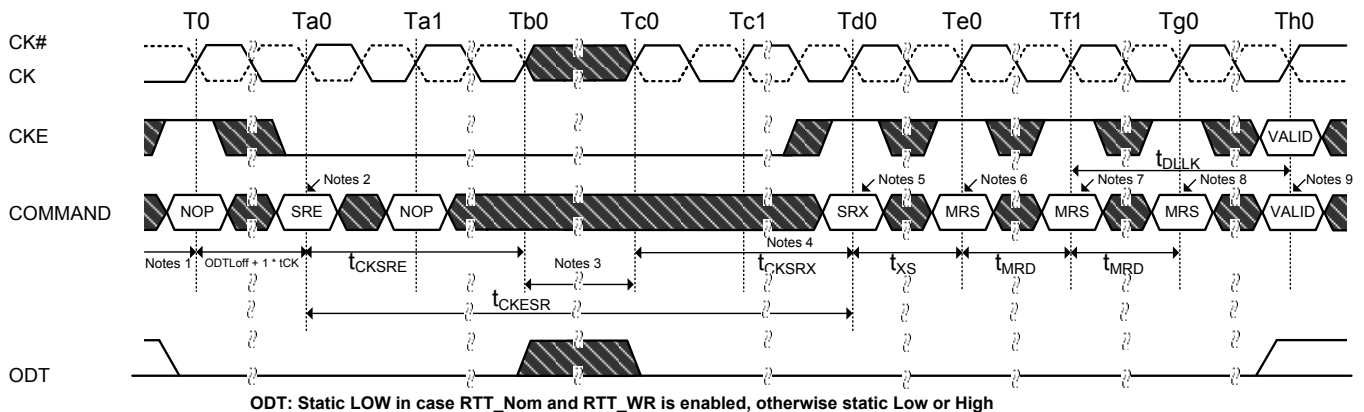 T0 Ta0 Ta1 Tb0 Tc0 Tc1 Td0 Te0 Tf1 Tg0 Th0
CK#
CK
CKE
VALID
tDLLK
Notes 2 Notes 5 Notes 6 Notes 7 Notes 8 Notes 9
COMMAND NOP SRE NOP SRX MRS MRS MRS VALID
Notes 1 ODTLoff + 1 * tCK tCKSRE Notes 3 Notes 4 tCKSRX tXS tMRD tMRD
tCKESR
ODT
ODT: Static LOW in case RTT_Nom and RTT_WR is enabled, otherwise static Low or High